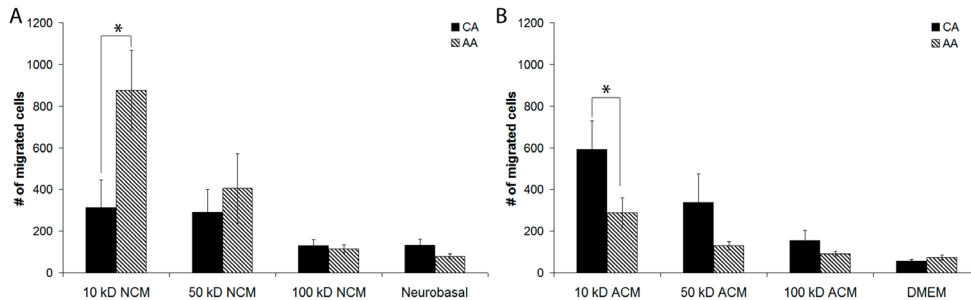 A
# of migrated cells
1200
1000
800
600
400
200
0
*
CA
AA
10 kD NCM
50 kD NCM
100 kD NCM
Neurobasal
B
# of migrated cells
1200
1000
800
600
400
200
0
*
CA
AA
10 kD ACM
50 kD ACM
100 kD ACM
DMEM